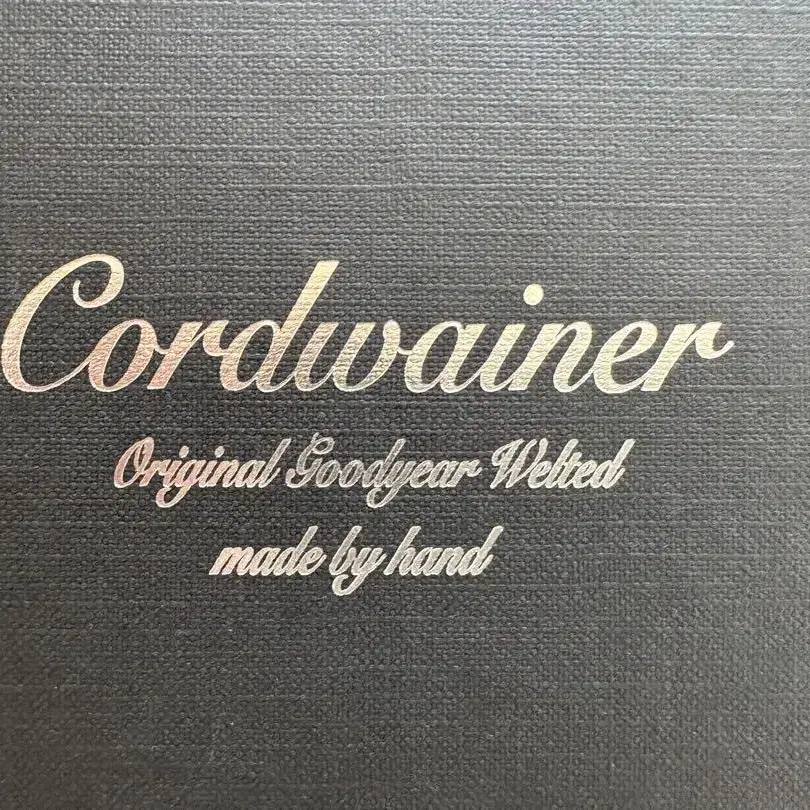 Cordwainer
Original Goodyear Welted
made by hand